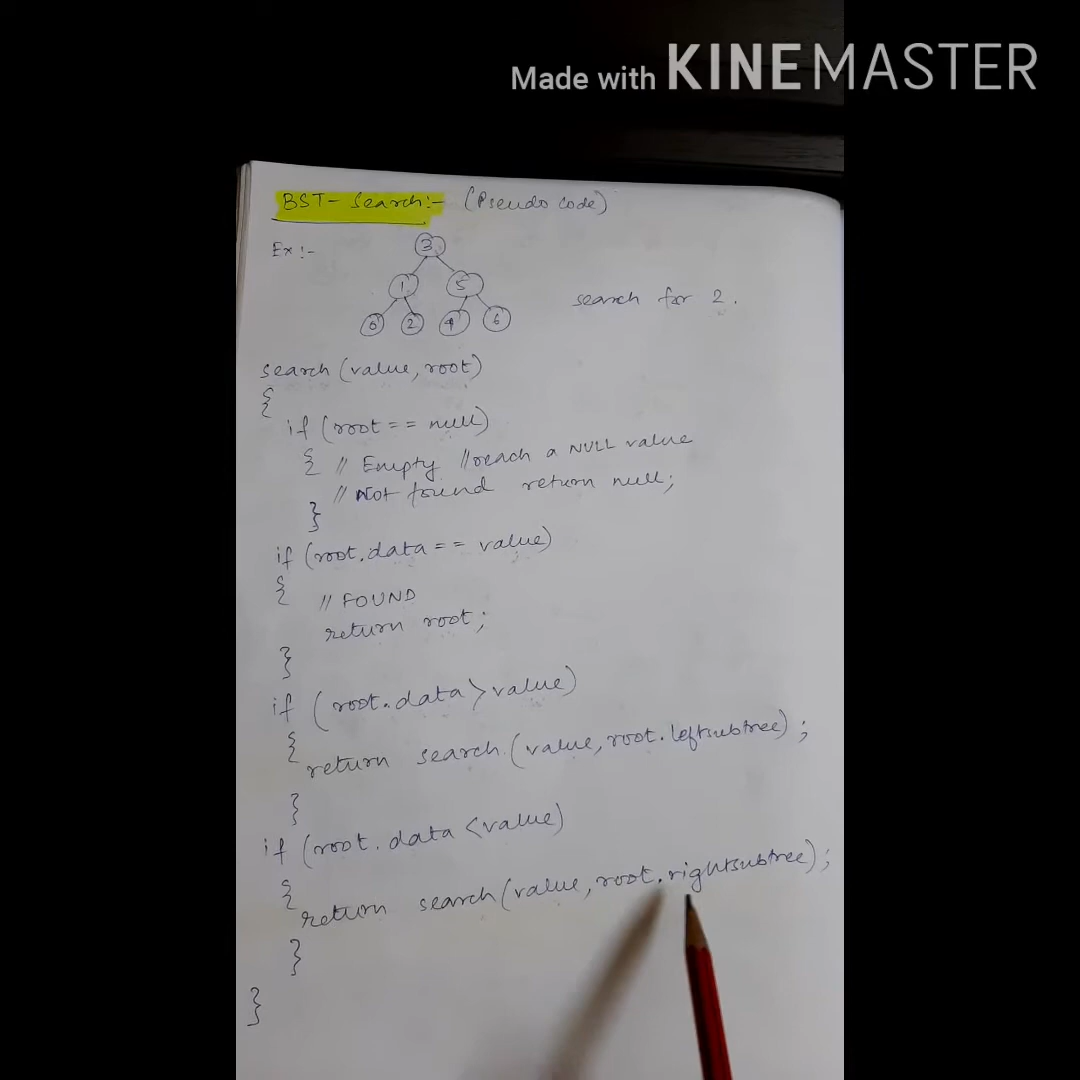 Made with KINEMASTER
BST- Search:- (Pseudo code)
Ex:-
3
1 5
0 2 4 6
search for 2.
search (value, root)
{
if (root == null)
{ // Empty //reach a NULL value
// Not found return null;
}
if (root.data == value)
{
// FOUND
return root;
}
if (root.data > value)
{
return search (value, root.leftsubtree);
}
if (root.data < value)
{
return search (value, root.rightsubtree);
}
}